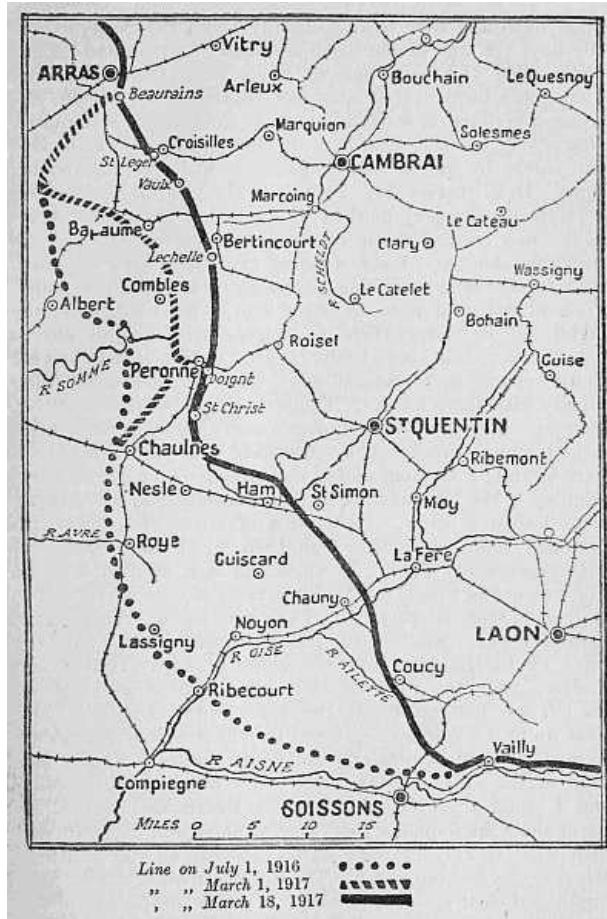 Vitry
ARRAS
Arleux
Bouchain
Le Quesnoy
Beaurains
Marquion
Solesmes
Croisilles
St Leger
CAMBRAI
Vaulx
Marcoing
Le Cateau
Bapaume
Bertincourt
Clary
Lechelle
R SCHELDT
Wassigny
Combles
Le Catelet
Albert
Bohain
Roisel
Guise
R SOMME
Peronne
Doignt
St Christ
ST QUENTIN
Chaulnes
Ribemont
Nesle
Ham
St Simon
Moy
R AVRE
Roye
La Fere
Guiscard
Chauny
Lassigny
Noyon
LAON
R OISE
R AILETTE
Coucy
Ribecourt
Vailly
R AISNE
Compiegne
SOISSONS
MILES 0 5 10 15
Line on July 1, 1916
„ „ March 1, 1917
, „ March 18, 1917